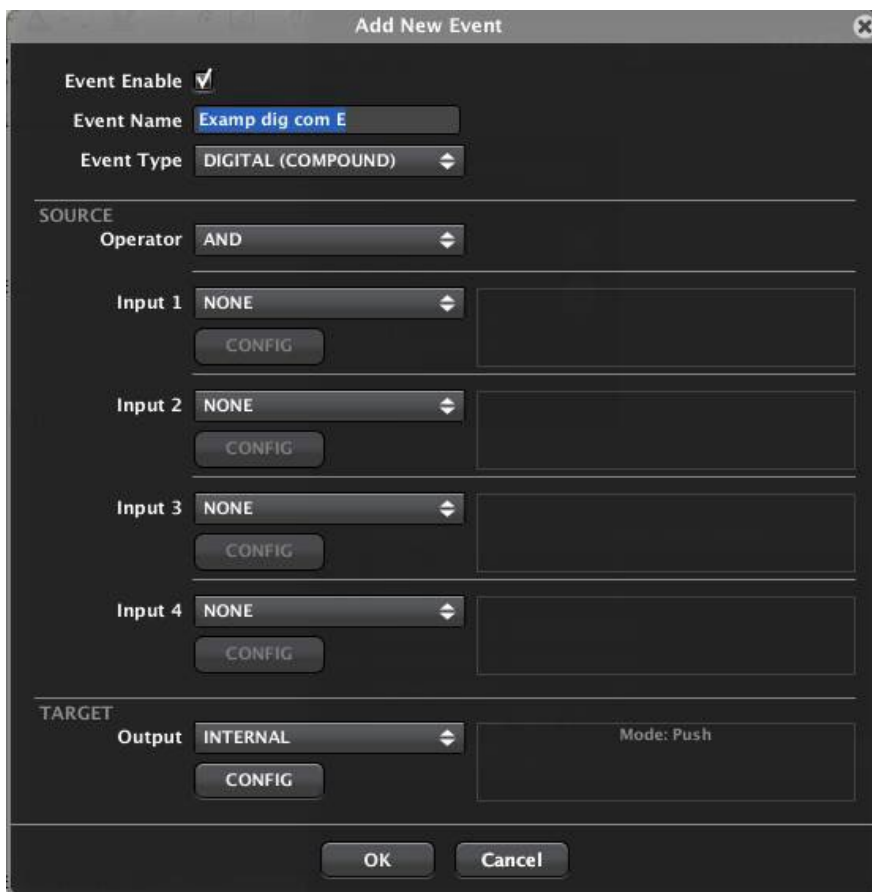 Add New Event
Event Enable
Event Name Examp dig com E
Event Type DIGITAL (COMPOUND)
SOURCE
Operator AND
Input 1 NONE
CONFIG
Input 2 NONE
CONFIG
Input 3 NONE
CONFIG
Input 4 NONE
CONFIG
TARGET
Output INTERNAL Mode: Push
CONFIG
OK Cancel